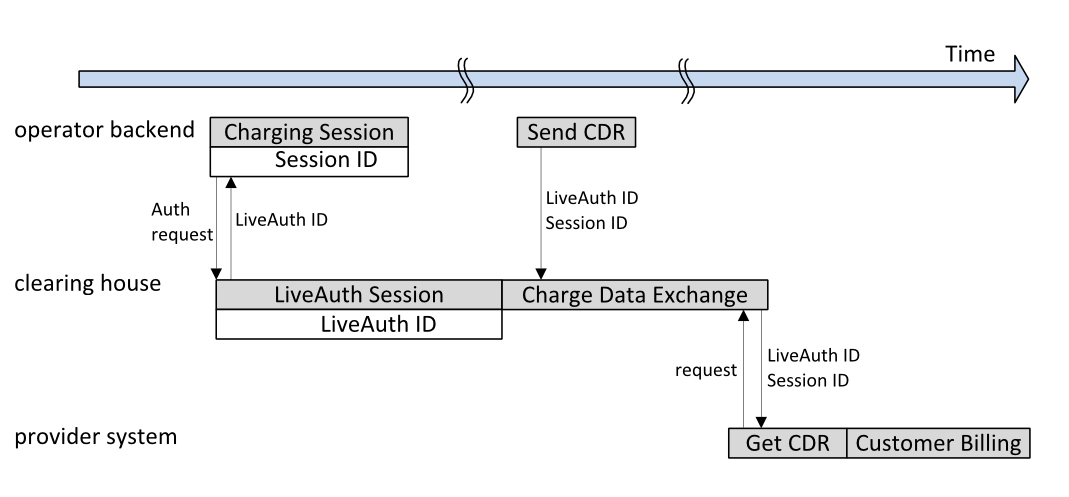 Time
operator backend
Charging Session
Send CDR
Session ID
Auth
request
LiveAuth ID
LiveAuth ID
Session ID
clearing house
LiveAuth Session
Charge Data Exchange
LiveAuth ID
request
LiveAuth ID
Session ID
provider system
Get CDR
Customer Billing